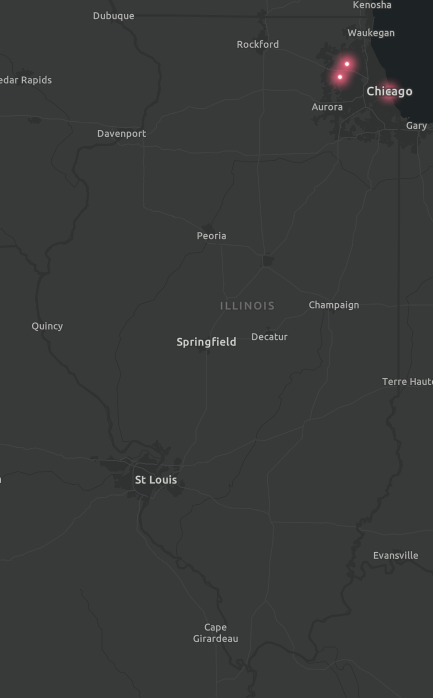 Kenosha
Dubuque
Waukegan
Rockford
edar Rapids
Chicago
Aurora
Gary
Davenport
Peoria
ILLINOIS
Champaign
Quincy
Springfield
Decatur
Terre Haute
St Louis
Evansville
Cape
Girardeau